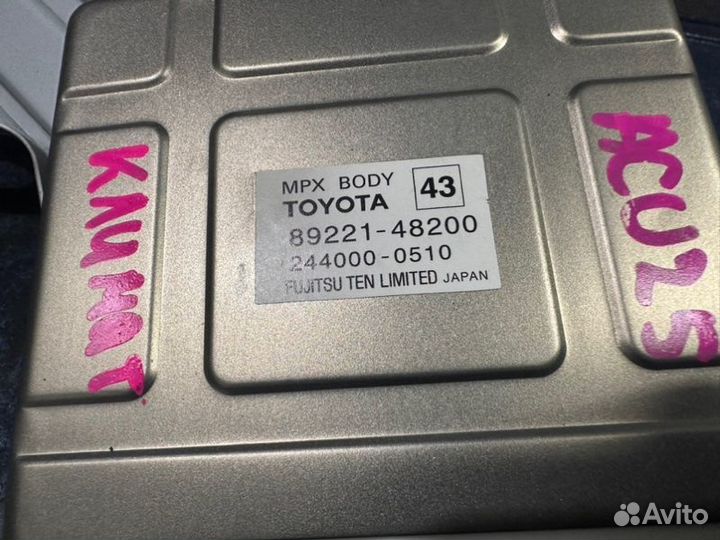 MPX BODY 43
TOYOTA
89221-48200
244000-0510
FUJITSU TEN LIMITED JAPAN
КЛИМАТ
ACU25
Avito